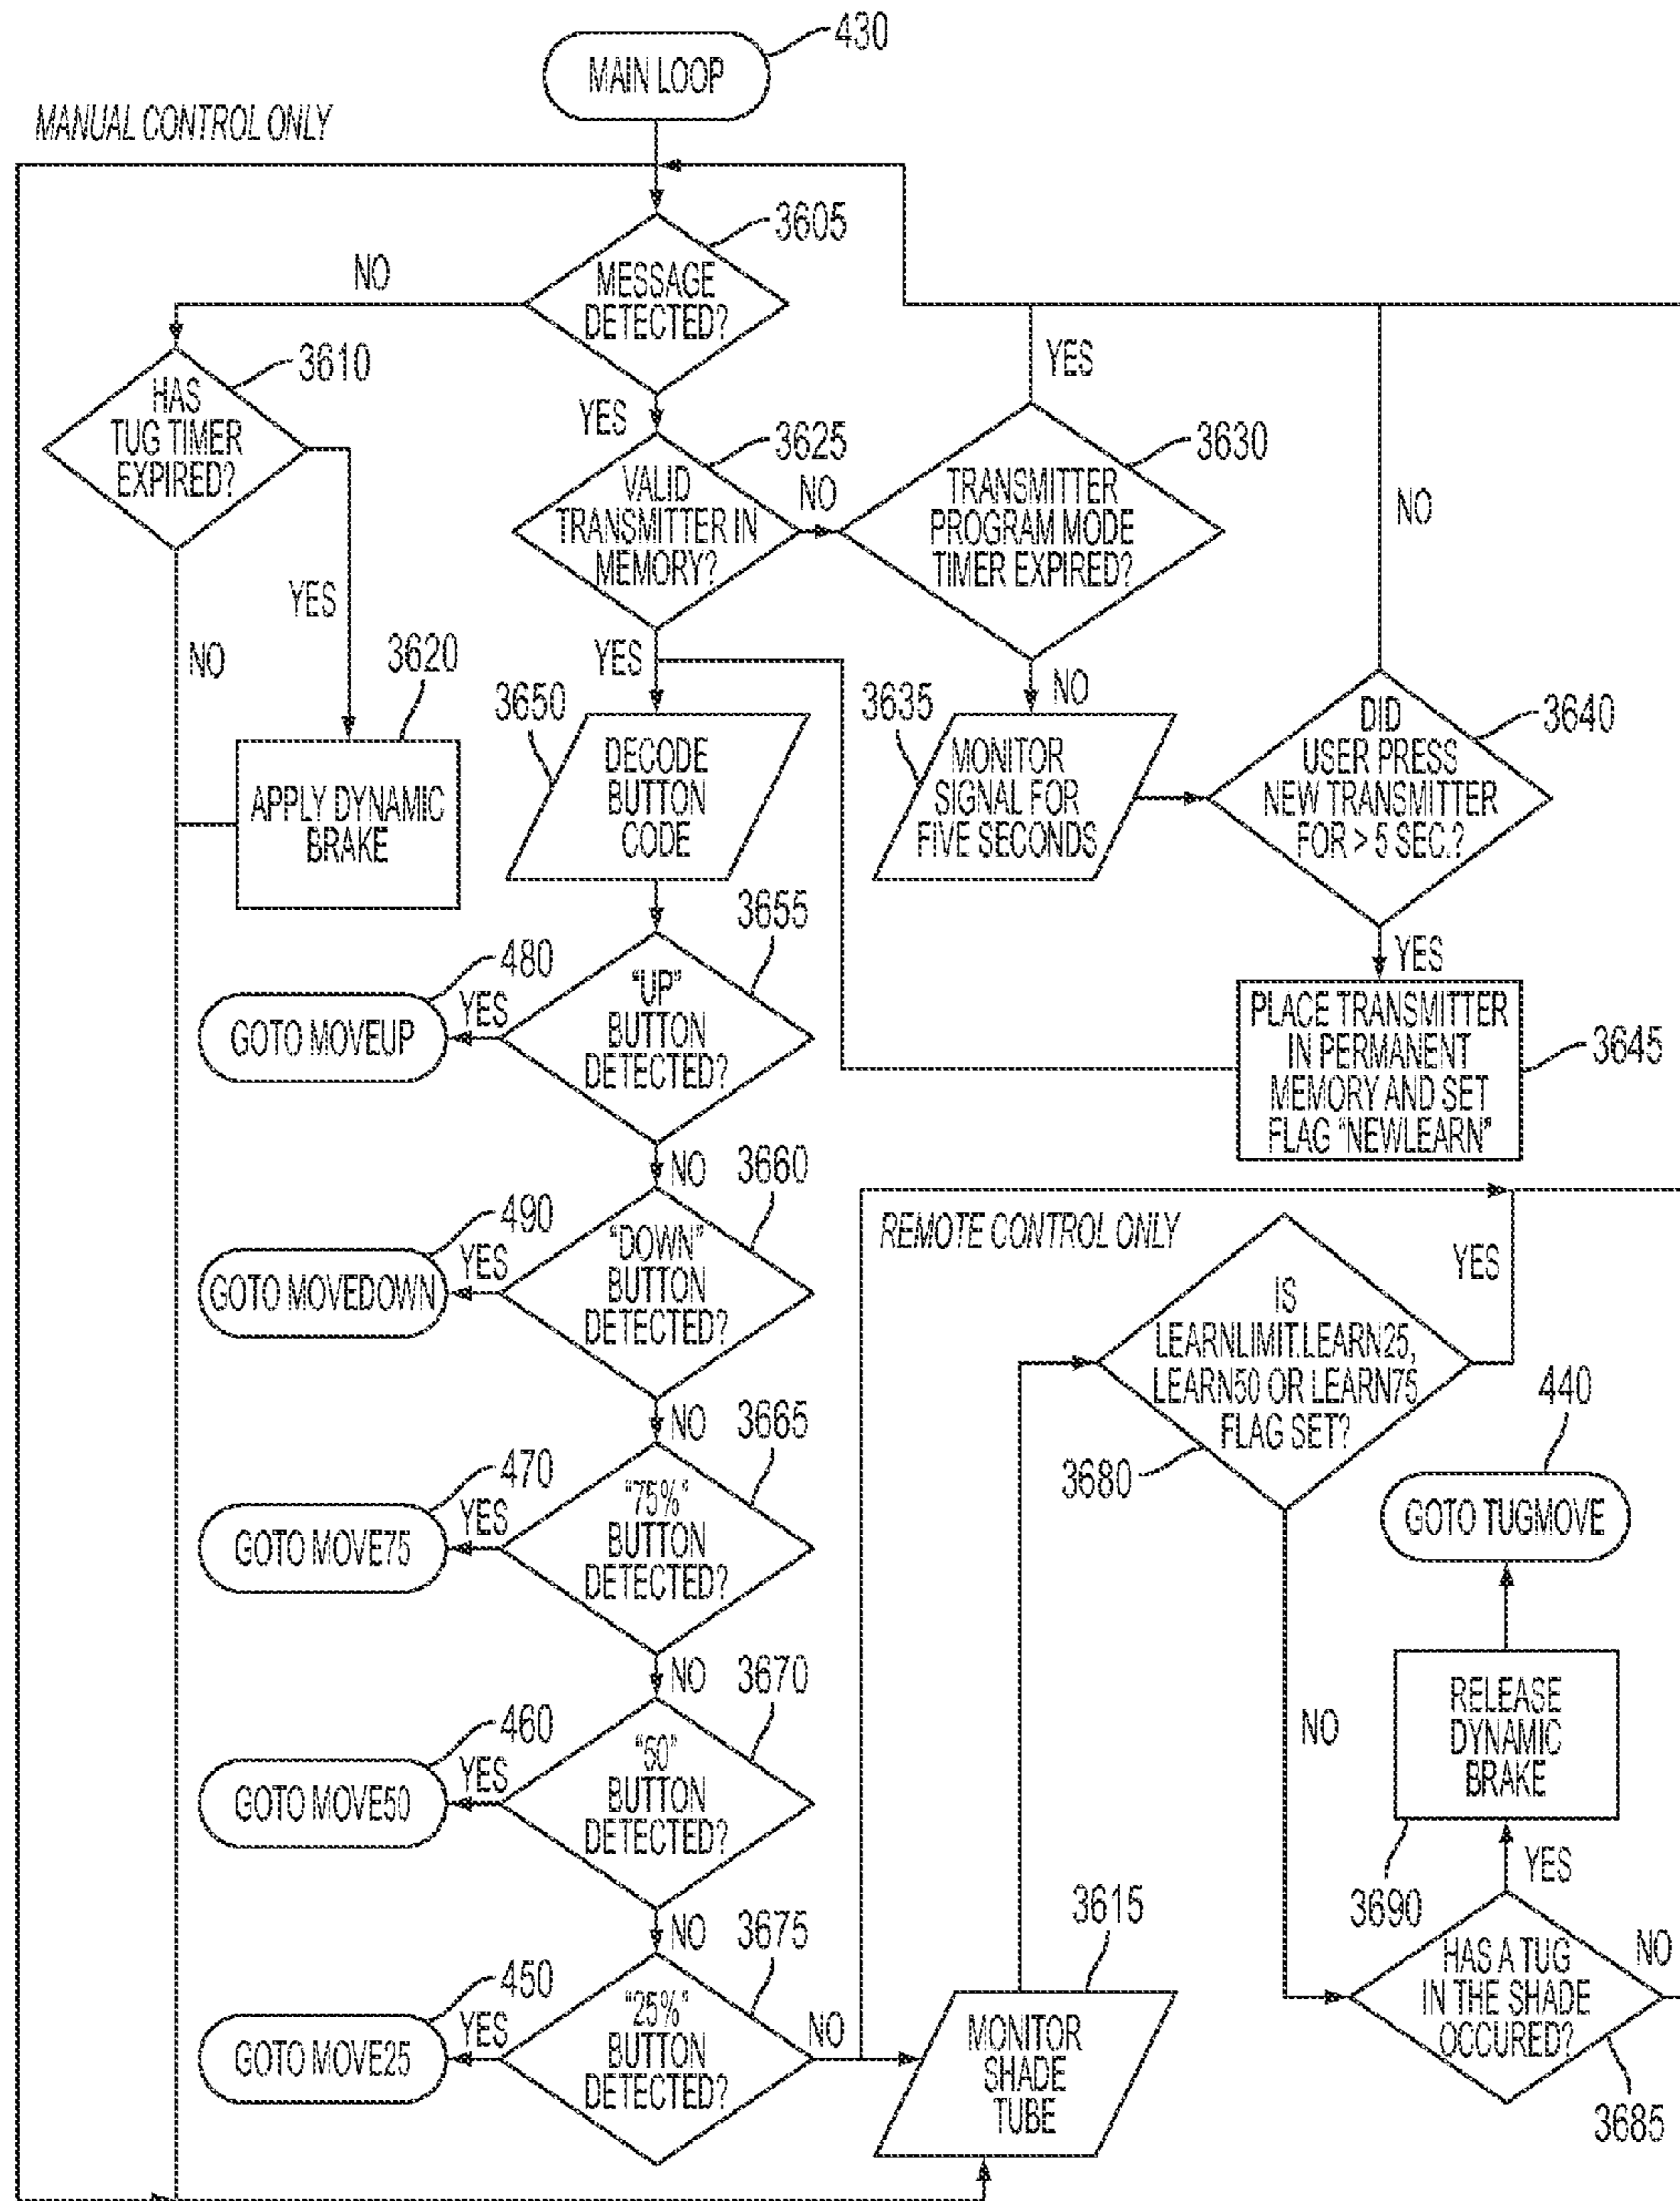 430
MAIN LOOP
MANUAL CONTROL ONLY
3605
NO
MESSAGE
DETECTED?
3610
HAS
TUG TIMER
EXPIRED?
YES
3625
VALID
TRANSMITTER IN
MEMORY?
NO
YES
3630
TRANSMITTER
PROGRAM MODE
TIMER EXPIRED?
NO
YES
NO
3620
APPLY DYNAMIC
BRAKE
YES
3650
DECODE
BUTTON
CODE
NO
3635
MONITOR
SIGNAL FOR
FIVE SECONDS
DID
USER PRESS
NEW TRANSMITTER
FOR > 5 SEC.?
3640
YES
PLACE TRANSMITTER
IN PERMANENT
MEMORY AND SET
FLAG "NEWLEARN"
3645
3655
480
GOTO MOVEUP
YES
"UP"
BUTTON
DETECTED?
NO
3660
490
GOTO MOVEDOWN
YES
"DOWN"
BUTTON
DETECTED?
NO
REMOTE CONTROL ONLY
IS
LEARNLIMIT.LEARN25,
LEARN50 OR LEARN75
FLAG SET?
YES
3680
3665
470
GOTO MOVE75
YES
"75%"
BUTTON
DETECTED?
NO
440
GOTO TUGMOVE
3670
460
GOTO MOVE50
YES
"50"
BUTTON
DETECTED?
NO
NO
RELEASE
DYNAMIC
BRAKE
3690
YES
3675
450
GOTO MOVE25
YES
"25%"
BUTTON
DETECTED?
NO
3615
MONITOR
SHADE
TUBE
HAS A TUG
IN THE SHADE
OCCURED?
NO
3685